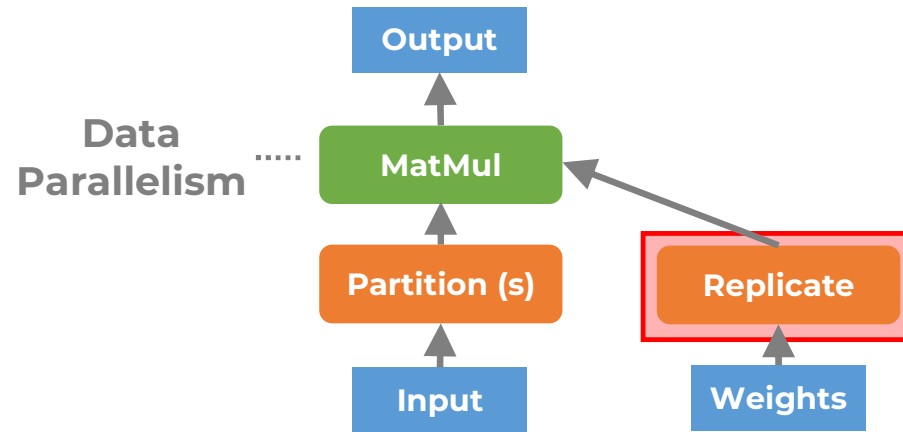 Output
Data
Parallelism
MatMul
Partition (s)
Replicate
Input
Weights